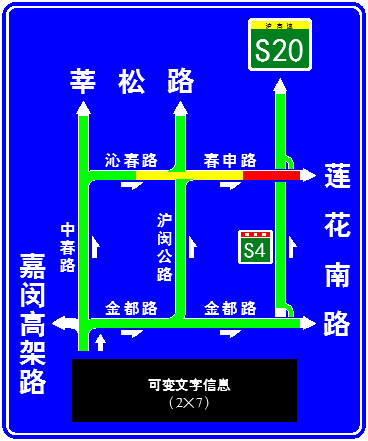 沪高速
S20
莘松路
沁春路
春申路
莲花南路
中春路
沪闵公路
S4
嘉闵高架路
金都路
金都路
可变文字信息
(2×7)